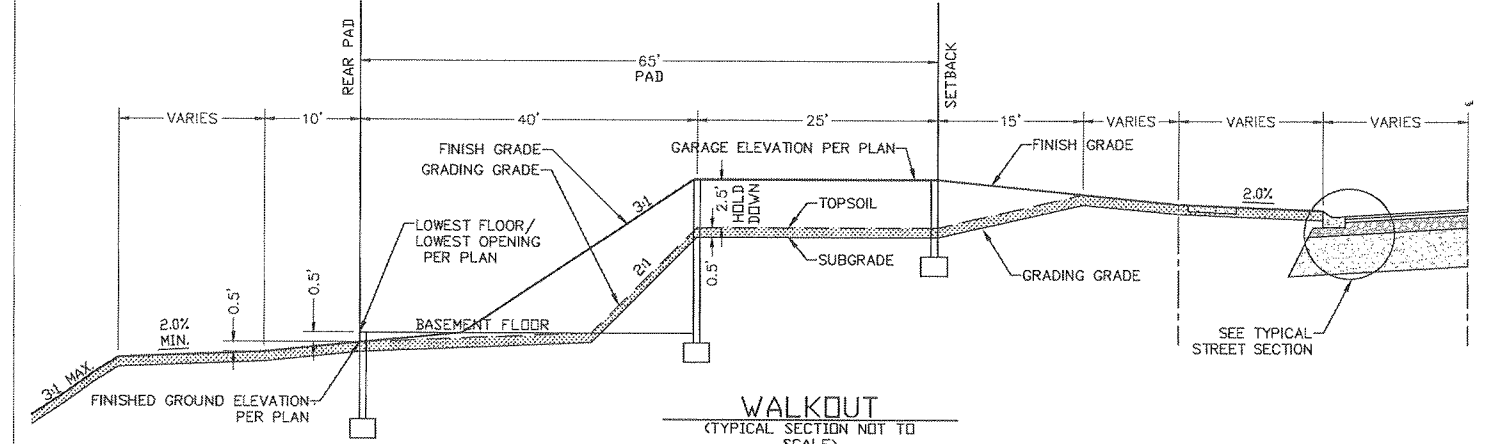 REAR PAD
65'
PAD
SETBACK
VARIES
10'
40'
25'
15'
VARIES
VARIES
VARIES
FINISH GRADE
GRADING GRADE
GARAGE ELEVATION PER PLAN
FINISH GRADE
3:1
2.5'
HOLD
DOWN
TOPSOIL
2.0%
LOWEST FLOOR/
LOWEST OPENING
PER PLAN
2:1
0.5'
SUBGRADE
GRADING GRADE
0.5'
0.5'
BASEMENT FLOOR
2.0%
MIN.
SEE TYPICAL
STREET SECTION
3:1 MAX.
FINISHED GROUND ELEVATION
PER PLAN
WALKOUT
(TYPICAL SECTION NOT TO
SCALE)